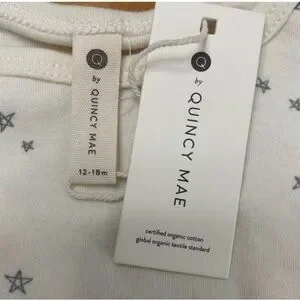 Q
by
QUINCY MAE
12-18m
Q
by
QUINCY MAE
certified organic cotton
global organic textile standard